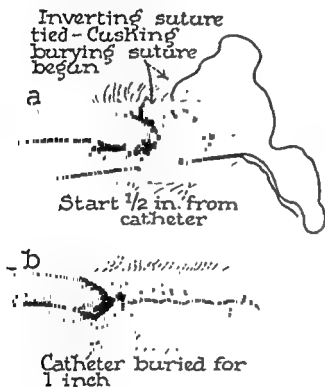 Inverting suture
tied-Cushing
burying suture
begun
a
Start 1/2 in. from
catheter
b
Catheter buried for
1 inch